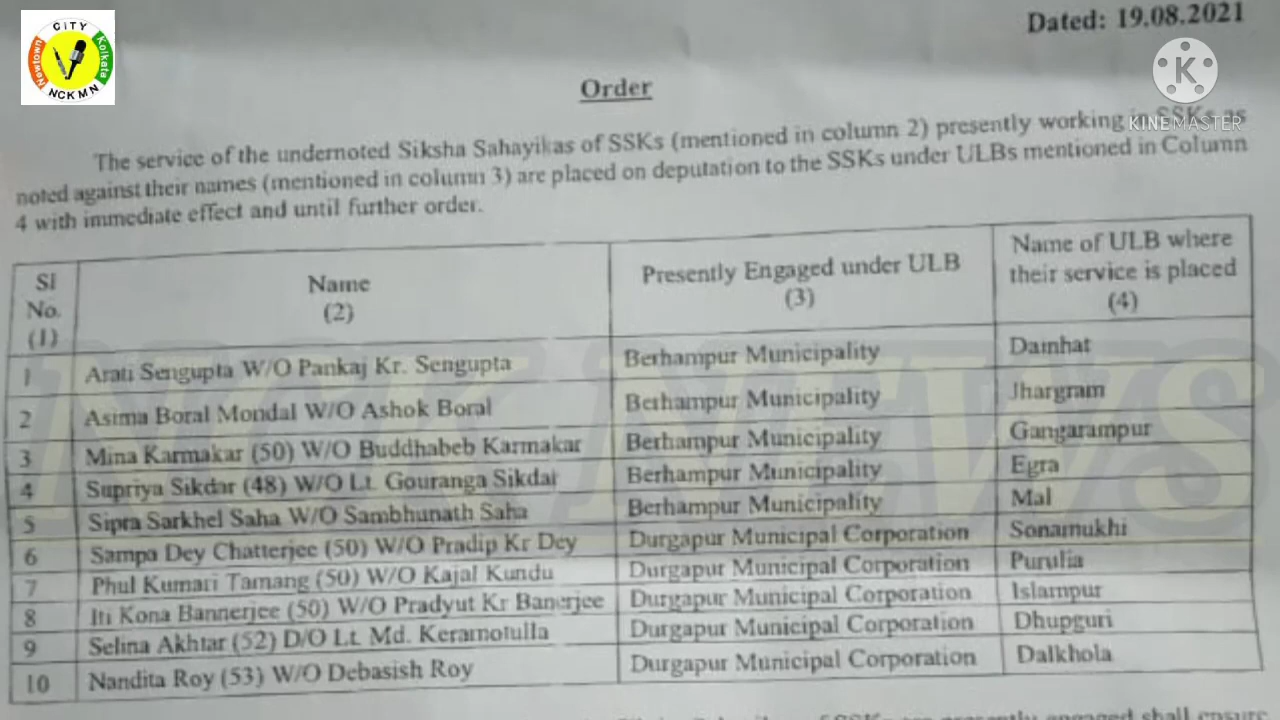 CITY
Newtown
Kolkata
NCKMN
Dated: 19.08.2021
K
KINEMASTER
Order
The service of the undernoted Siksha Sahayikas of SSKs (mentioned in column 2) presently working in SSKs as
noted against their names (mentioned in column 3) are placed on deputation to the SSKs under ULBs mentioned in Column
4 with immediate effect and until further order.
Sl No. (1) Name (2) Presently Engaged under ULB (3) Name of ULB where their service is placed (4)
1 Arati Sengupta W/O Pankaj Kr. Sengupta Berhampur Municipality Dainhat
2 Asima Boral Mondal W/O Ashok Boral Berhampur Municipality Jhargram
3 Mina Karmakar (50) W/O Buddhabeb Karmakar Berhampur Municipality Gangarampur
4 Supriya Sikdar (48) W/O Lt. Gouranga Sikdar Berhampur Municipality Egra
5 Sipra Sarkhel Saha W/O Sambhunath Saha Berhampur Municipality Mal
6 Sampa Dey Chatterjee (50) W/O Pradip Kr Dey Durgapur Municipal Corporation Sonamukhi
7 Phul Kumari Tamang (50) W/O Kajal Kundu Durgapur Municipal Corporation Purulia
8 Iti Kona Bannerjee (50) W/O Pradyut Kr Banerjee Durgapur Municipal Corporation Islampur
9 Selina Akhtar (52) D/O Lt. Md. Keramotulla Durgapur Municipal Corporation Dhupguri
10 Nandita Roy (53) W/O Debasish Roy Durgapur Municipal Corporation Dalkhola
NCK NEWS
presently engaged shall ensure